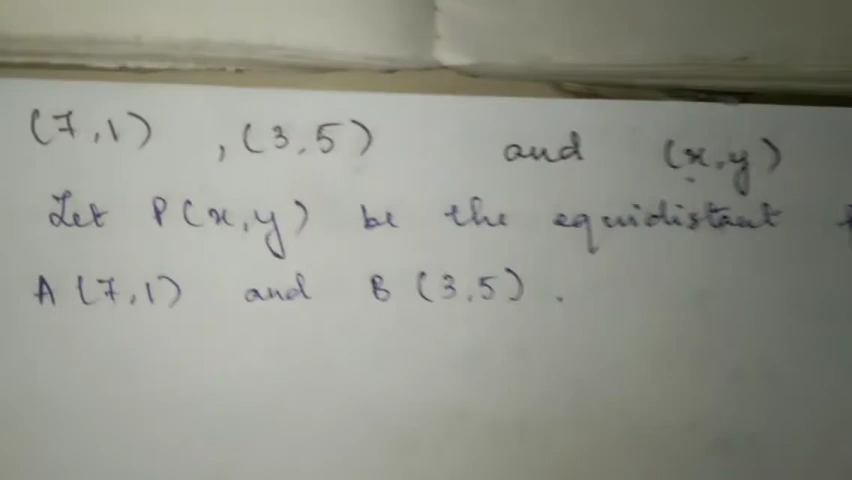 (7,1) , (3,5) and (x,y)
Let P(x,y) be the equidistant
A (7,1) and B (3,5).